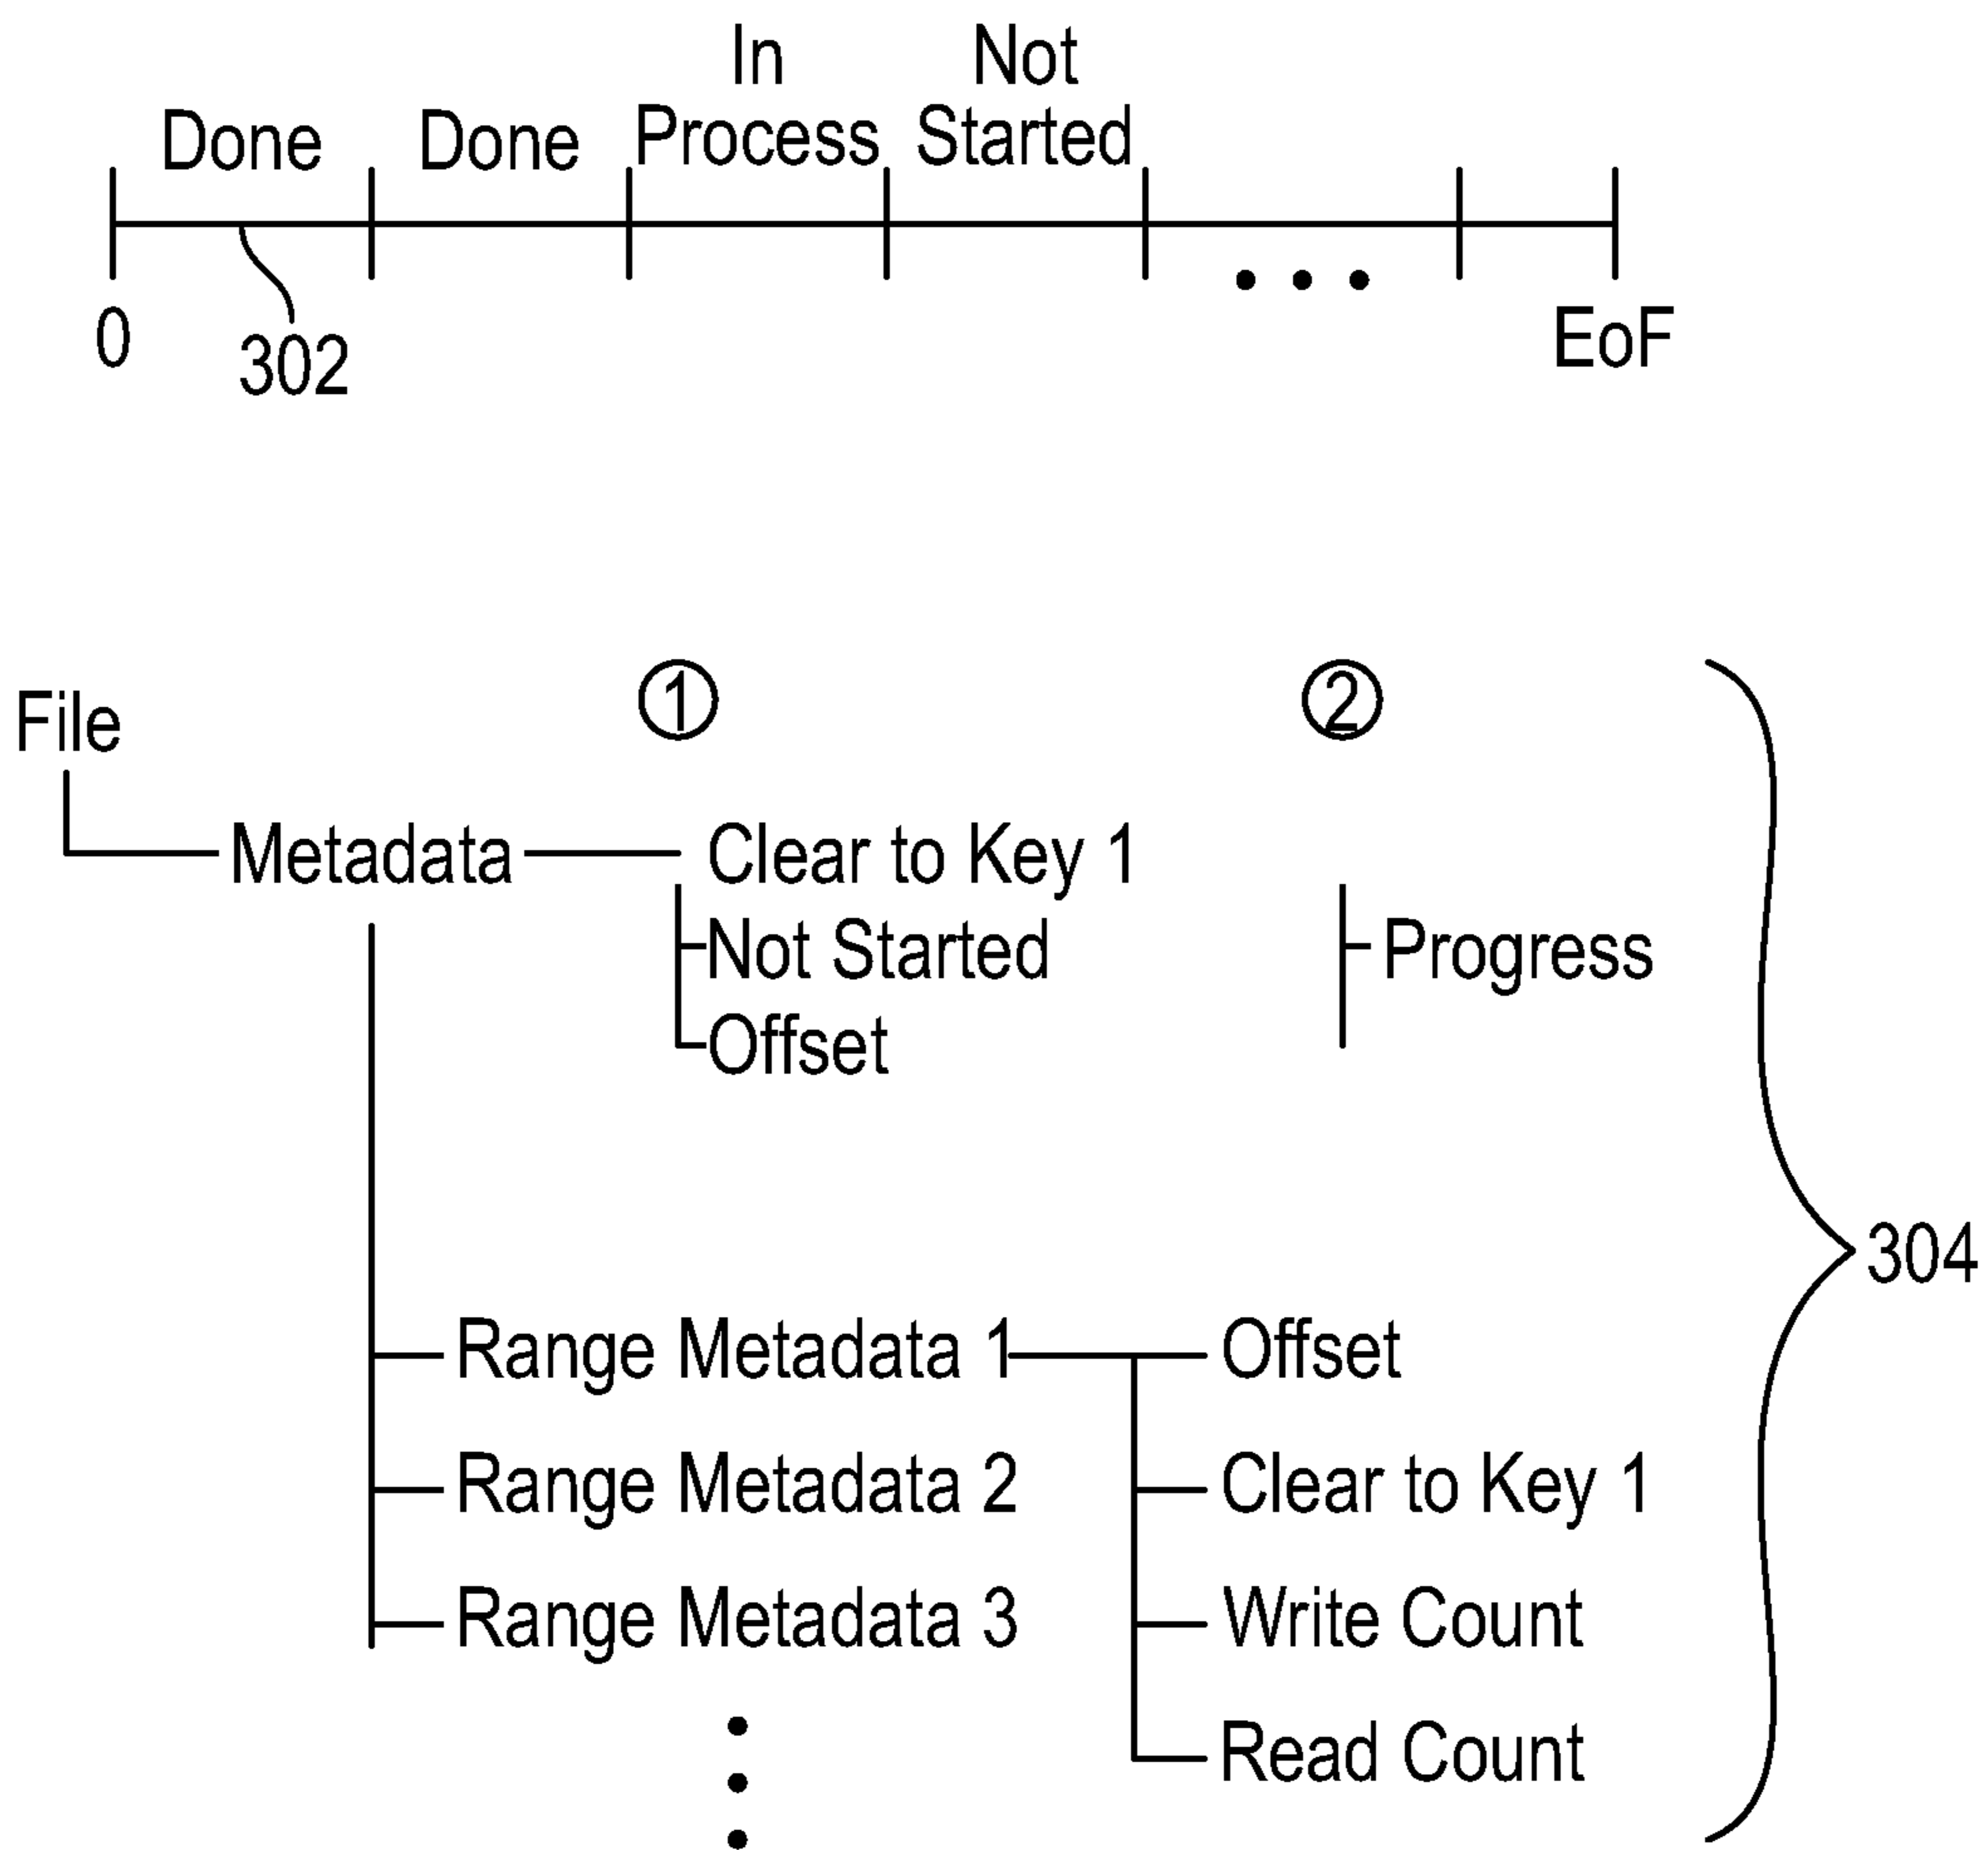 In
Not
Done
Done
Process
Started
0
302
EoF
1
2
File
Metadata
Clear to Key 1
Not Started
Progress
Offset
304
Range Metadata 1
Offset
Range Metadata 2
Clear to Key 1
Range Metadata 3
Write Count
Read Count